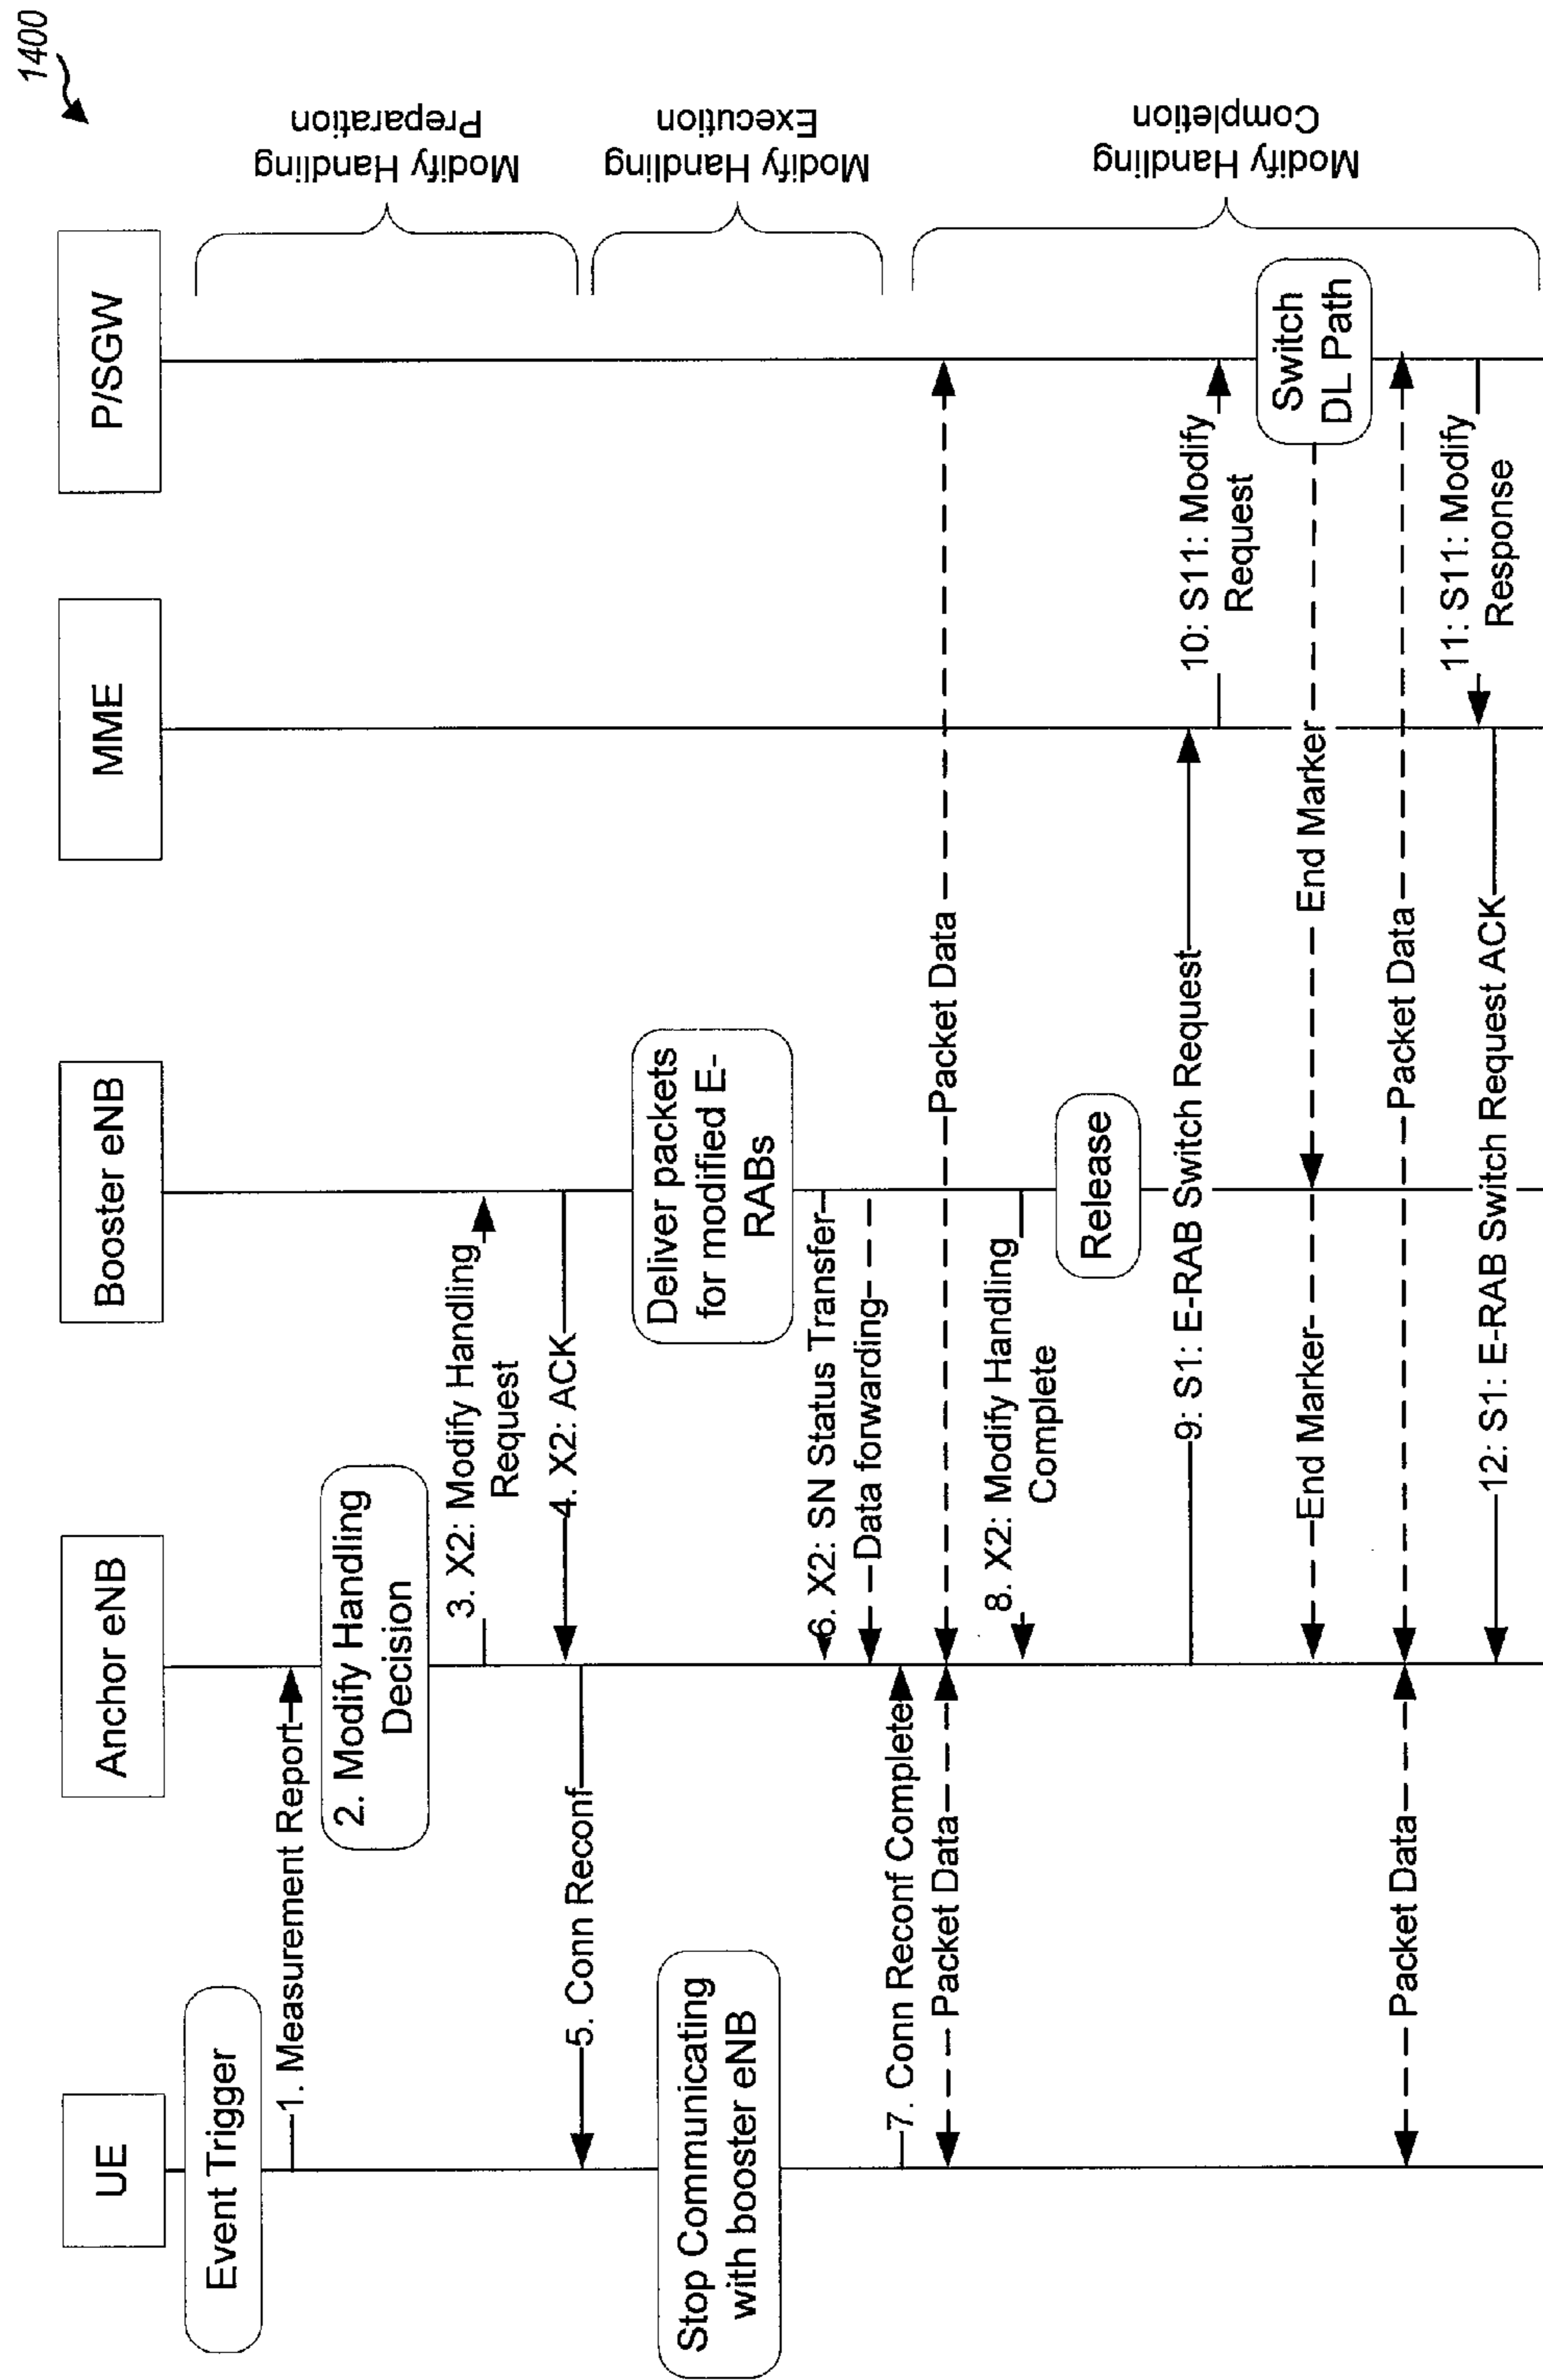 1400
UE
Anchor eNB
Booster eNB
MME
P/SGW
Event Trigger
1. Measurement Report
2. Modify Handling
Decision
3. X2: Modify Handling
Request
4. X2: ACK
5. Conn Reconf
Modify Handling
Preparation
Stop Communicating
with booster eNB
Deliver packets
for modified E-
RABs
6. X2: SN Status Transfer
Data forwarding
Modify Handling
Execution
7. Conn Reconf Complete
Packet Data
Packet Data
8. X2: Modify Handling
Complete
Release
9: S1: E-RAB Switch Request
10: S11: Modify
Request
Switch
DL Path
End Marker
End Marker
Packet Data
Packet Data
11: S11: Modify
Response
12: S1: E-RAB Switch Request ACK
Modify Handling
Completion